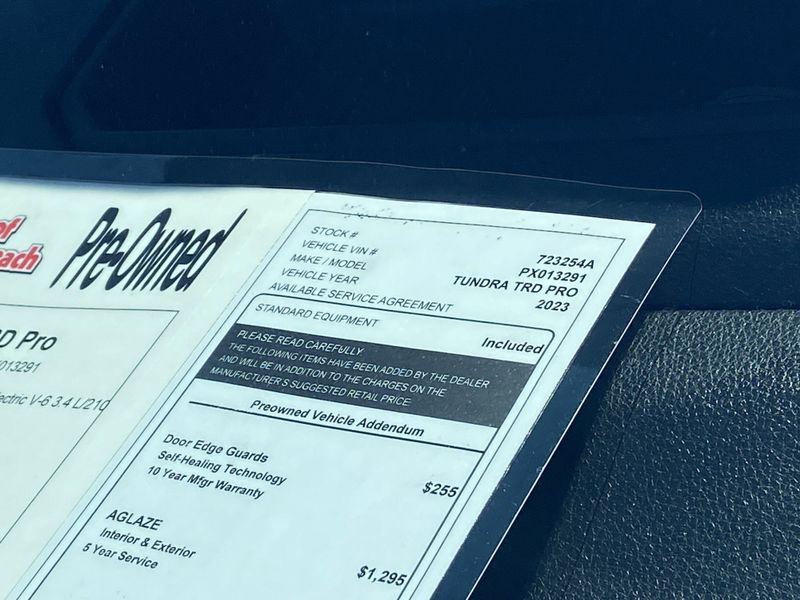 of
each
Pre-Owned
D Pro
013291
ectric V-6 3.4 L/210
STOCK #
723254A
VEHICLE VIN #
PX013291
MAKE / MODEL
TUNDRA TRD PRO
VEHICLE YEAR
2023
AVAILABLE SERVICE AGREEMENT
STANDARD EQUIPMENT
Included
PLEASE READ CAREFULLY
THE FOLLOWING ITEMS HAVE BEEN ADDED BY THE DEALER
AND WILL BE IN ADDITION TO THE CHARGES ON THE
MANUFACTURER'S SUGGESTED RETAIL PRICE
Preowned Vehicle Addendum
Door Edge Guards
Self-Healing Technology
10 Year Mfgr Warranty
$255
AGLAZE
Interior & Exterior
5 Year Service
$1,295